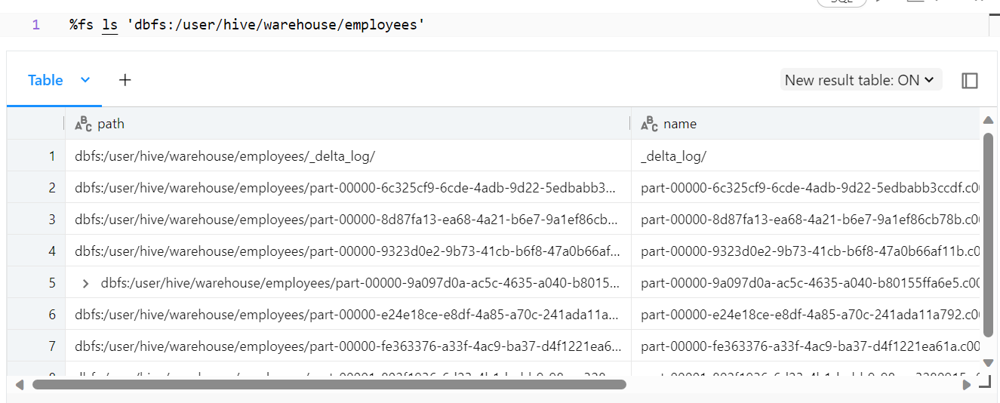 SQL
1 %fs ls 'dbfs:/user/hive/warehouse/employees'
Table +
New result table: ON
path name
1 dbfs:/user/hive/warehouse/employees/_delta_log/ _delta_log/
2 dbfs:/user/hive/warehouse/employees/part-00000-6c325cf9-6cde-4adb-9d22-5edbabb3... part-00000-6c325cf9-6cde-4adb-9d22-5edbabb3ccdf.c00
3 dbfs:/user/hive/warehouse/employees/part-00000-8d87fa13-ea68-4a21-b6e7-9a1ef86cb... part-00000-8d87fa13-ea68-4a21-b6e7-9a1ef86cb78b.c00
4 dbfs:/user/hive/warehouse/employees/part-00000-9323d0e2-9b73-41cb-b6f8-47a0b66af... part-00000-9323d0e2-9b73-41cb-b6f8-47a0b66af11b.c0
5 dbfs:/user/hive/warehouse/employees/part-00000-9a097d0a-ac5c-4635-a040-b8015... part-00000-9a097d0a-ac5c-4635-a040-b80155ffa6e5.c00
6 dbfs:/user/hive/warehouse/employees/part-00000-e24e18ce-e8df-4a85-a70c-241ada11a... part-00000-e24e18ce-e8df-4a85-a70c-241ada11a792.c00
7 dbfs:/user/hive/warehouse/employees/part-00000-fe363376-a33f-4ac9-ba37-d4f1221ea6... part-00000-fe363376-a33f-4ac9-ba37-d4f1221ea61a.c00